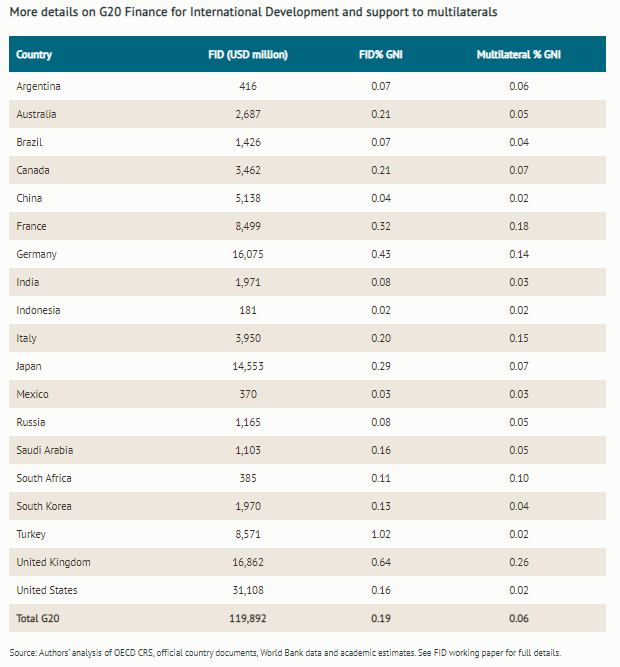 More details on G20 Finance for International Development and support to multilaterals
Country FID (USD million) FID% GNI Multilateral % GNI
Argentina 416 0.07 0.06
Australia 2,687 0.21 0.05
Brazil 1,426 0.07 0.04
Canada 3,462 0.21 0.07
China 5,138 0.04 0.02
France 8,499 0.32 0.18
Germany 16,075 0.43 0.14
India 1,971 0.08 0.03
Indonesia 181 0.02 0.02
Italy 3,950 0.20 0.15
Japan 14,553 0.29 0.07
Mexico 370 0.03 0.03
Russia 1,165 0.08 0.05
Saudi Arabia 1,103 0.16 0.05
South Africa 385 0.11 0.10
South Korea 1,970 0.13 0.04
Turkey 8,571 1.02 0.02
United Kingdom 16,862 0.64 0.26
United States 31,108 0.16 0.02
Total G20 119,892 0.19 0.06
Source: Authors' analysis of OECD CRS, official country documents, World Bank data and academic estimates. See FID working paper for full details.